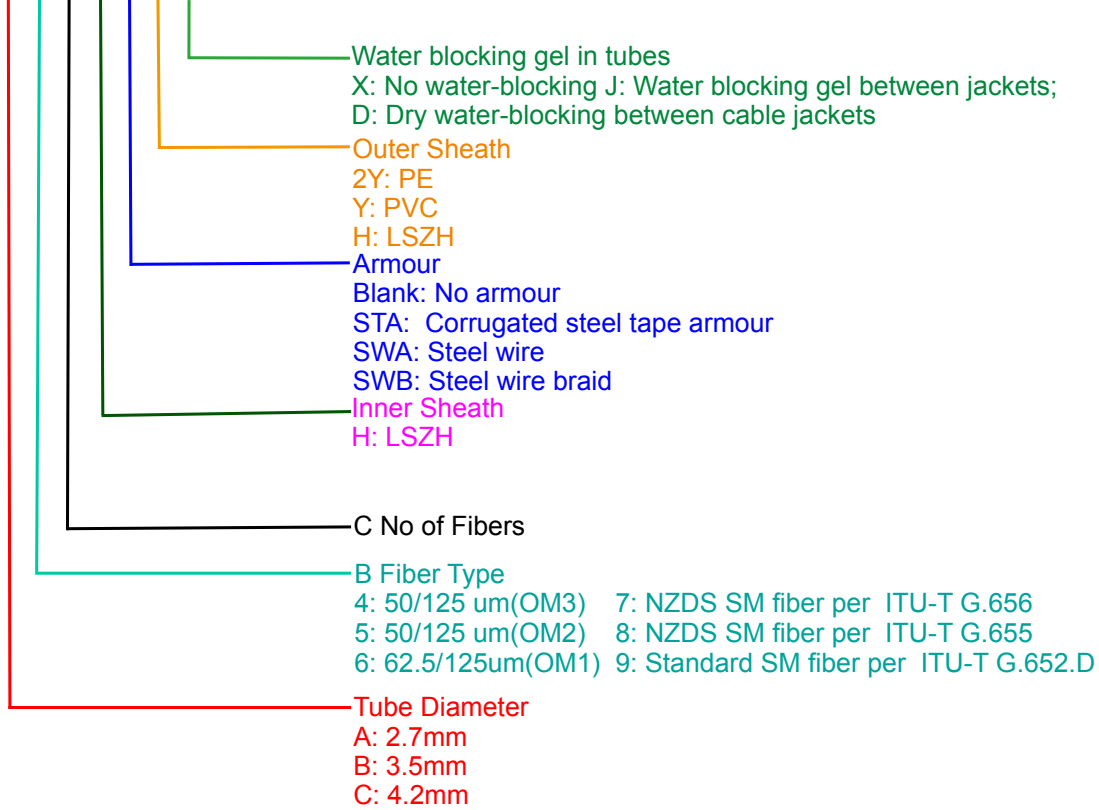 Water blocking gel in tubes
X: No water-blocking J: Water blocking gel between jackets;
D: Dry water-blocking between cable jackets
Outer Sheath
2Y: PE
Y: PVC
H: LSZH
Armour
Blank: No armour
STA: Corrugated steel tape armour
SWA: Steel wire
SWB: Steel wire braid
Inner Sheath
H: LSZH
C No of Fibers
B Fiber Type
4: 50/125 um(OM3) 7: NZDS SM fiber per ITU-T G.656
5: 50/125 um(OM2) 8: NZDS SM fiber per ITU-T G.655
6: 62.5/125um(OM1) 9: Standard SM fiber per ITU-T G.652.D
Tube Diameter
A: 2.7mm
B: 3.5mm
C: 4.2mm